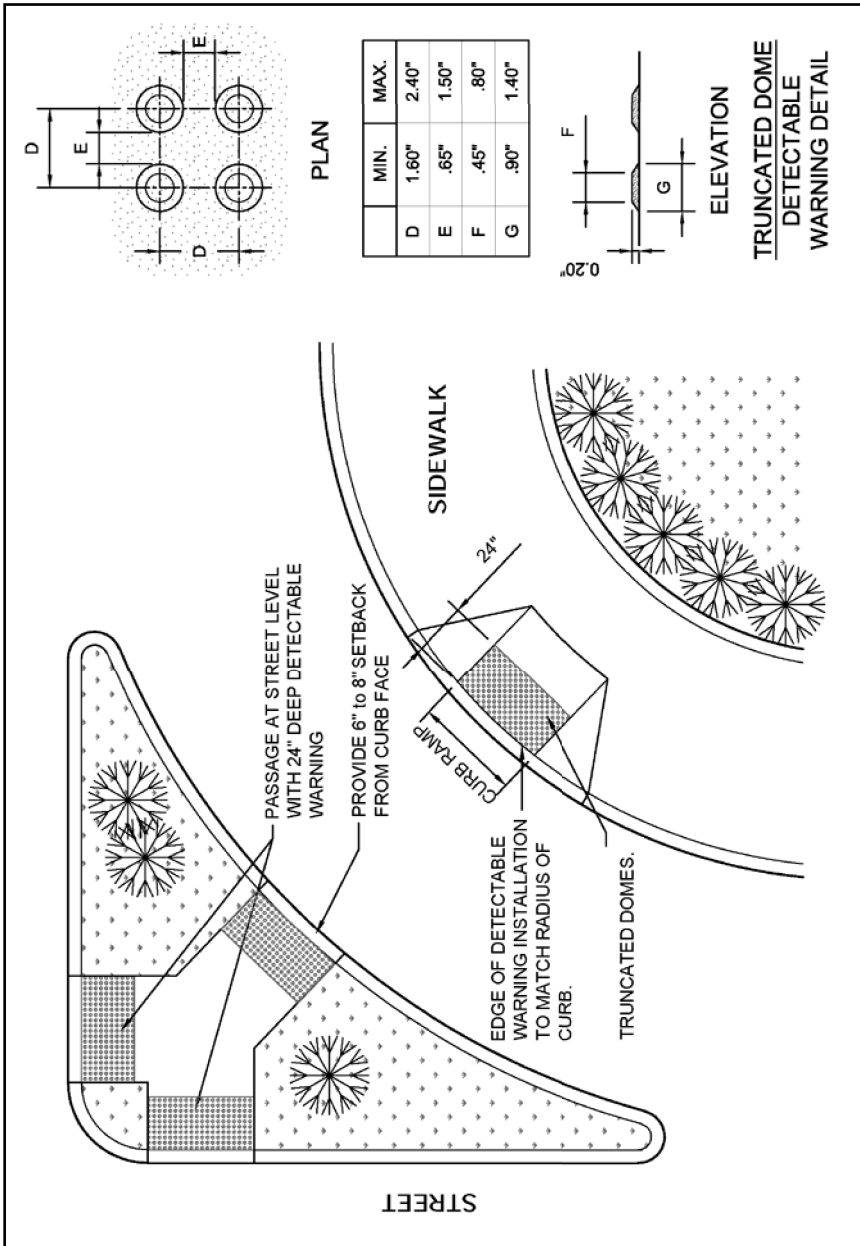 STREET
PASSAGE AT STREET LEVEL
WITH 24" DEEP DETECTABLE
WARNING
PROVIDE 6" to 8" SETBACK
FROM CURB FACE
CURB RAMP
24"
SIDEWALK
EDGE OF DETECTABLE
WARNING INSTALLATION
TO MATCH RADIUS OF
CURB.
TRUNCATED DOMES.
D
E
D
E
PLAN
MIN. MAX.
D 1.60" 2.40"
E .65" 1.50"
F .45" .80"
G .90" 1.40"
F
0.20"
G
ELEVATION
TRUNCATED DOME
DETECTABLE
WARNING DETAIL